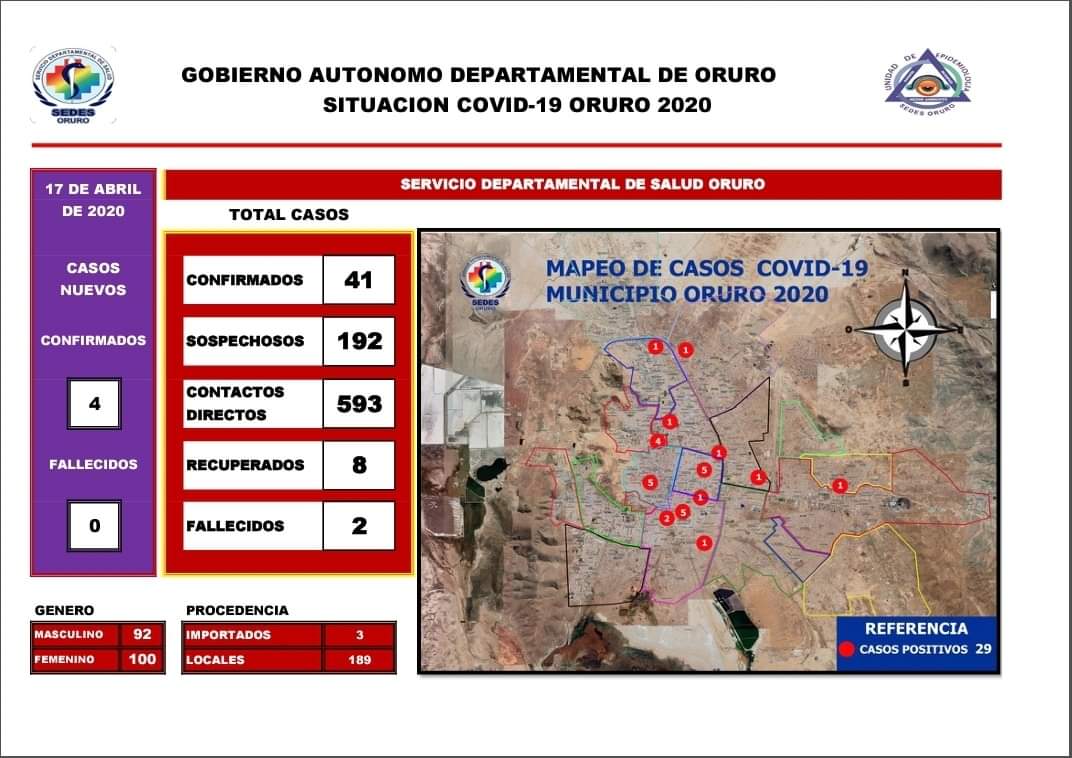 SERVICIO DEPARTAMENTAL DE SALUD
SEDES
ORURO
GOBIERNO AUTONOMO DEPARTAMENTAL DE ORURO
SITUACION COVID-19 ORURO 2020
UNIDAD DE EPIDEMIOLOGIA
SEDES ORURO
17 DE ABRIL
DE 2020
CASOS
NUEVOS
CONFIRMADOS
4
FALLECIDOS
0
SERVICIO DEPARTAMENTAL DE SALUD ORURO
TOTAL CASOS
CONFIRMADOS 41
SOSPECHOSOS 192
CONTACTOS
DIRECTOS 593
RECUPERADOS 8
FALLECIDOS 2
SEDES
ORURO
MAPEO DE CASOS COVID-19
MUNICIPIO ORURO 2020
N
O
E
S
1
1
1
4
1
5
5
1
1
1
5
2
1
REFERENCIA
CASOS POSITIVOS 29
GENERO
MASCULINO 92
FEMENINO 100
PROCEDENCIA
IMPORTADOS 3
LOCALES 189